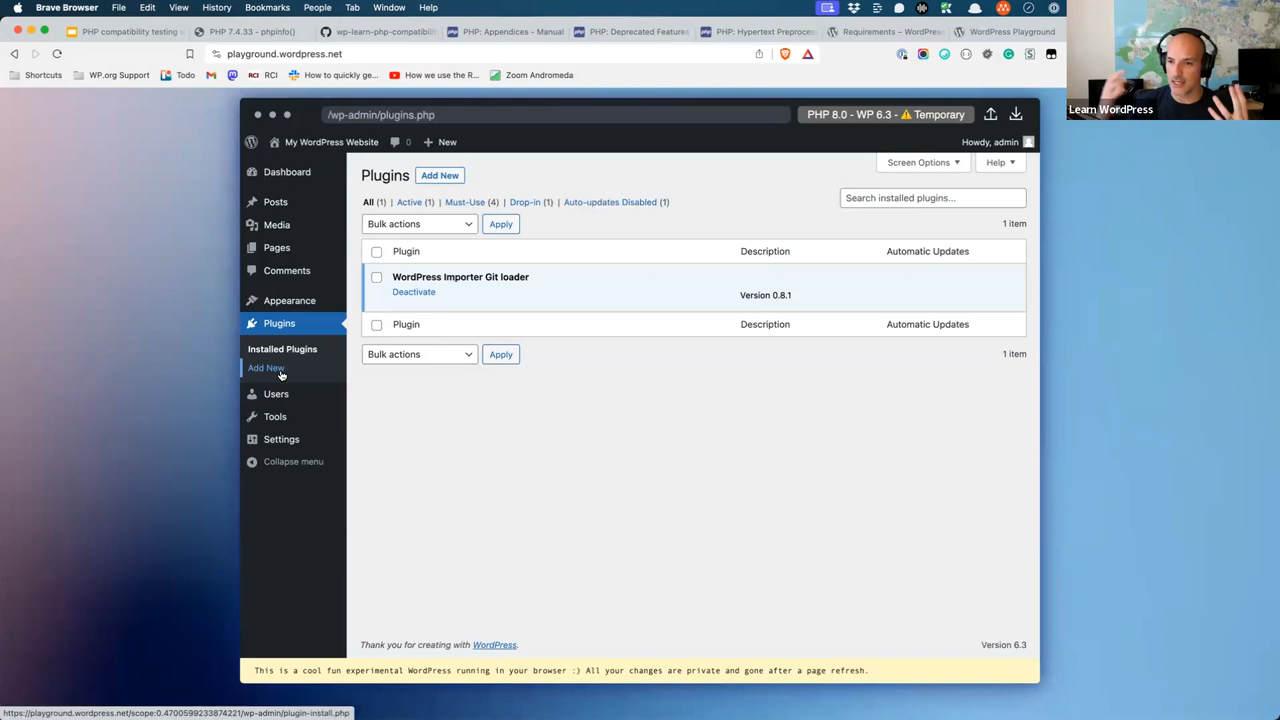 Brave Browser File Edit View History Bookmarks People Tab Window Help
PHP compatibility testing PHP 7.4.33 - phpinfo() wp-learn-php-compatibili PHP: Appendices - Manual PHP: Deprecated Features PHP: Hypertext Preprocess Requirements – WordPress WordPress Playground
playground.wordpress.net
Shortcuts WP.org Support Todo RCI RCI How to quickly ge... How we use the R... Zoom Andromeda
Learn WordPress
/wp-admin/plugins.php PHP 8.0 - WP 6.3 - Temporary
My WordPress Website 0 New Howdy, admin
Screen Options Help
Dashboard
Posts
Media
Pages
Comments
Appearance
Plugins
Installed Plugins
Add New
Users
Tools
Settings
Collapse menu
Plugins Add New
All (1) | Active (1) | Must-Use (4) | Drop-in (1) | Auto-updates Disabled (1)
Search installed plugins...
Bulk actions Apply 1 item
Plugin Description Automatic Updates
WordPress Importer Git loader
Deactivate
Version 0.8.1
Plugin Description Automatic Updates
Bulk actions Apply 1 item
Thank you for creating with WordPress. Version 6.3
This is a cool fun experimental WordPress running in your browser :) All your changes are private and gone after a page refresh.
https://playground.wordpress.net/scope:0.4700599233874221/wp-admin/plugin-install.php